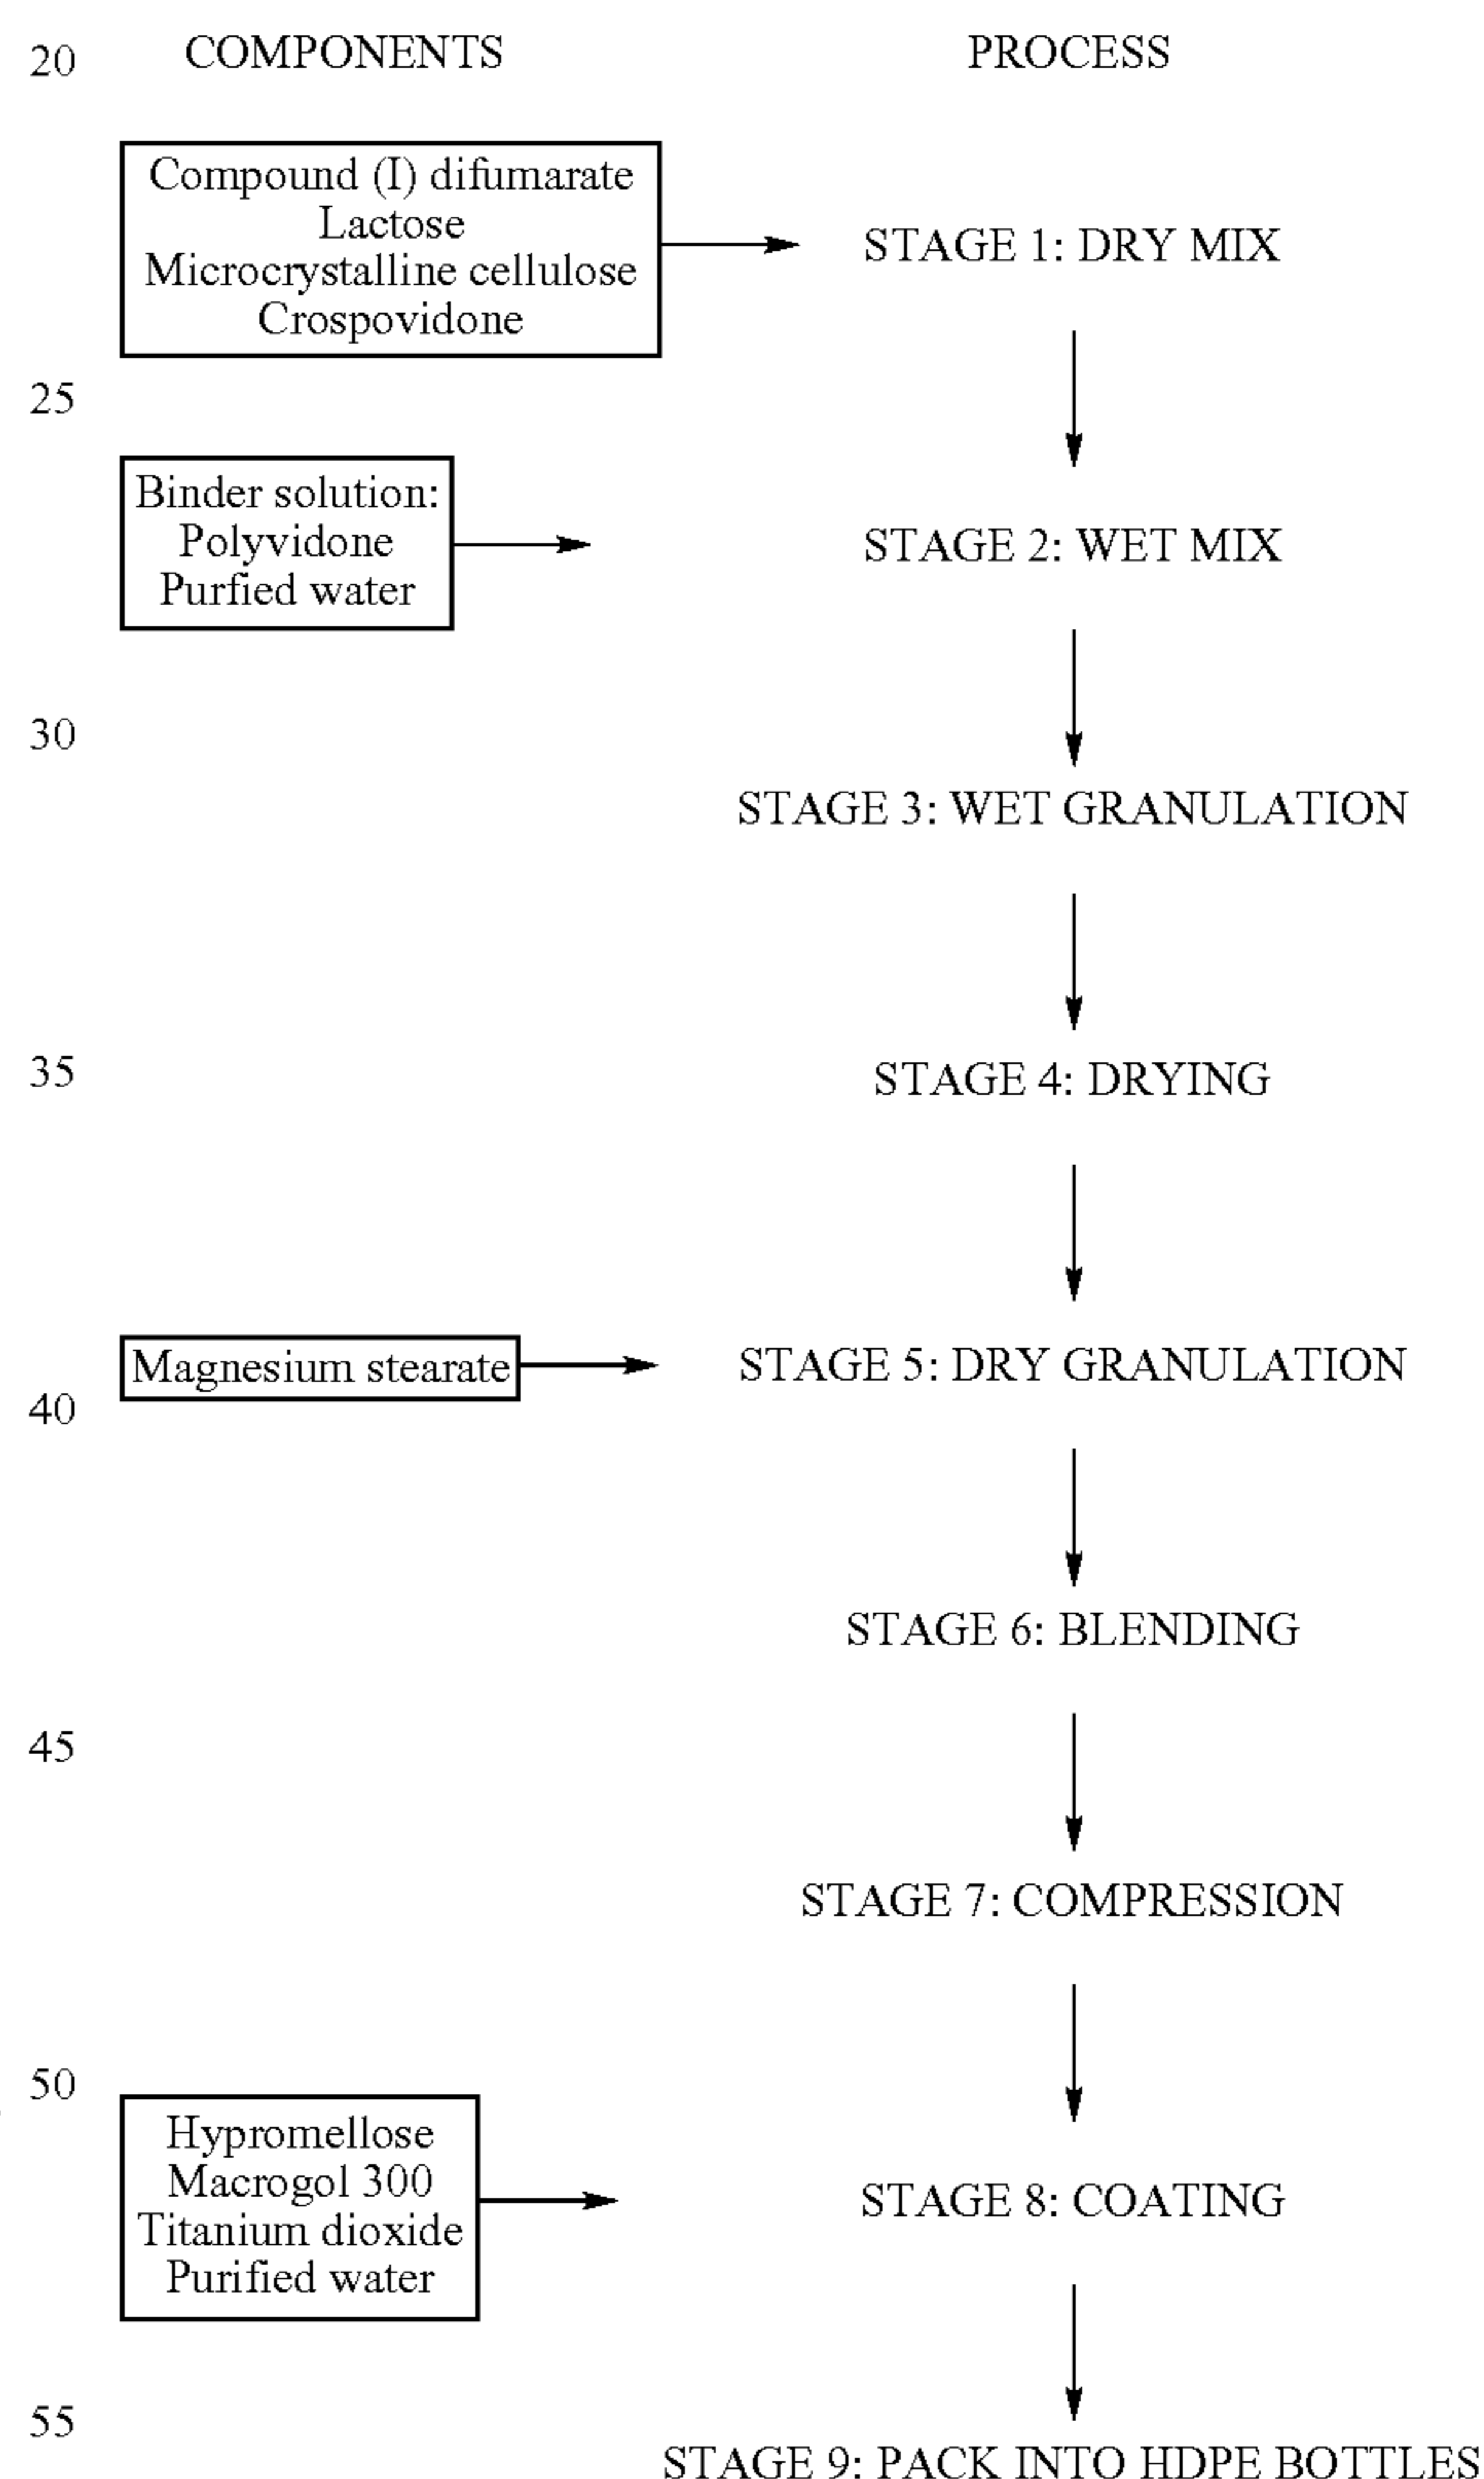 20 COMPONENTS PROCESS
Compound (I) difumarate
Lactose
Microcrystalline cellulose
Crospovidone
STAGE 1: DRY MIX
25
Binder solution:
Polyvidone
Purfied water
STAGE 2: WET MIX
30
STAGE 3: WET GRANULATION
35
STAGE 4: DRYING
Magnesium stearate
STAGE 5: DRY GRANULATION
40
STAGE 6: BLENDING
45
STAGE 7: COMPRESSION
50
Hypromellose
Macrogol 300
Titanium dioxide
Purified water
STAGE 8: COATING
55
STAGE 9: PACK INTO HDPE BOTTLES